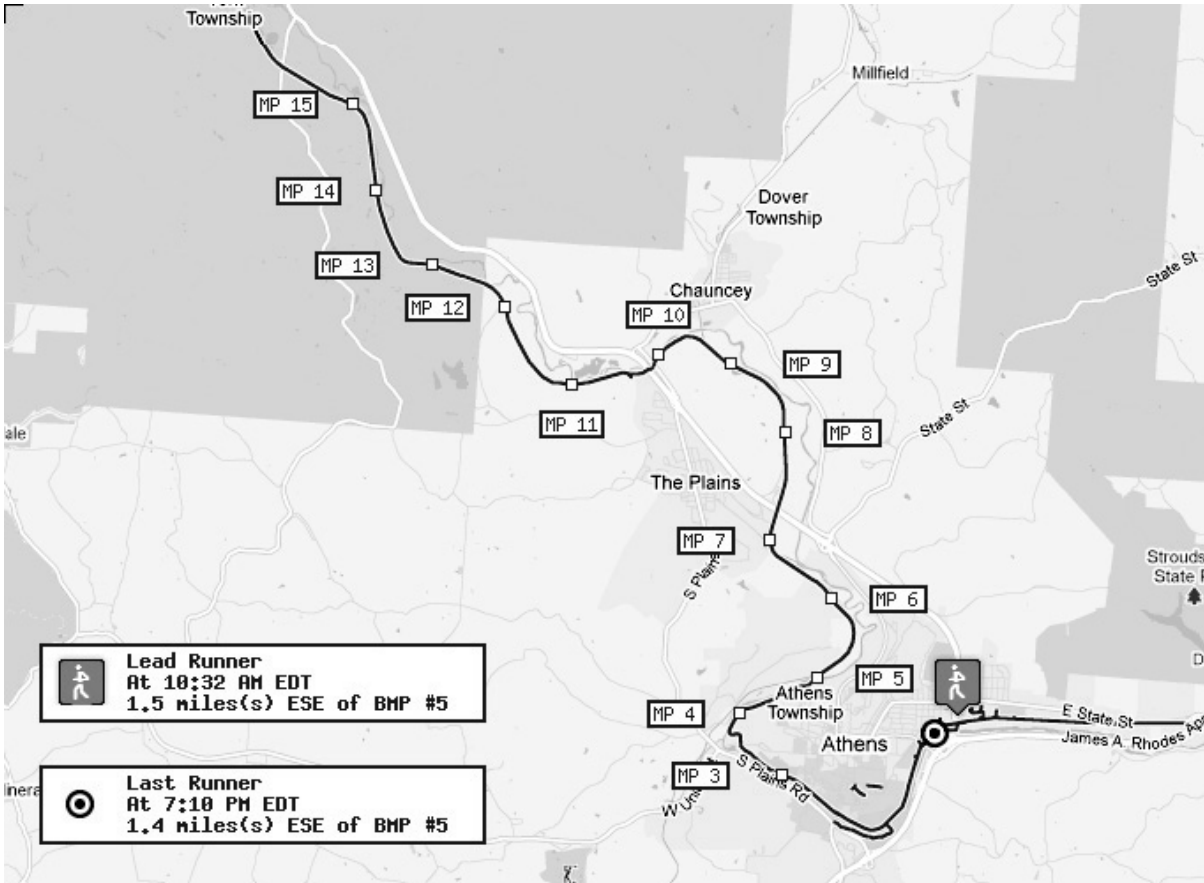 Township
Millfield
MP 15
MP 14
Dover
Township
MP 13
State St
Chauncey
MP 12
MP 10
MP 9
MP 11
State St
MP 8
ale
The Plains
MP 7
S Plains
Strouds
State
MP 6
Lead Runner
At 10:32 AM EDT
1.5 miles(s) ESE of BMP #5
MP 5
MP 4
Athens
Township
E State St
James A. Rhodes App
Athens
MP 3
S Plains Rd
W Uni
Last Runner
At 7:10 PM EDT
1.4 miles(s) ESE of BMP #5
linera